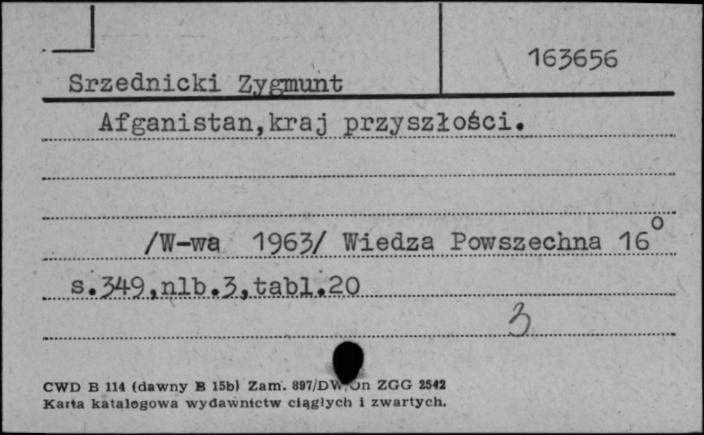 163656
Srzednicki Zygmunt
Afganistan,kraj przyszłości.
/W-wa 1963/ Wiedza Powszechna 16°
s.349,nlb.3,tabl.20
3
CWD B 114 (dawny B 15b) Zam. 897/DW ZGG 2542
Karta katalogowa wydawnictw ciągłych i zwartych.